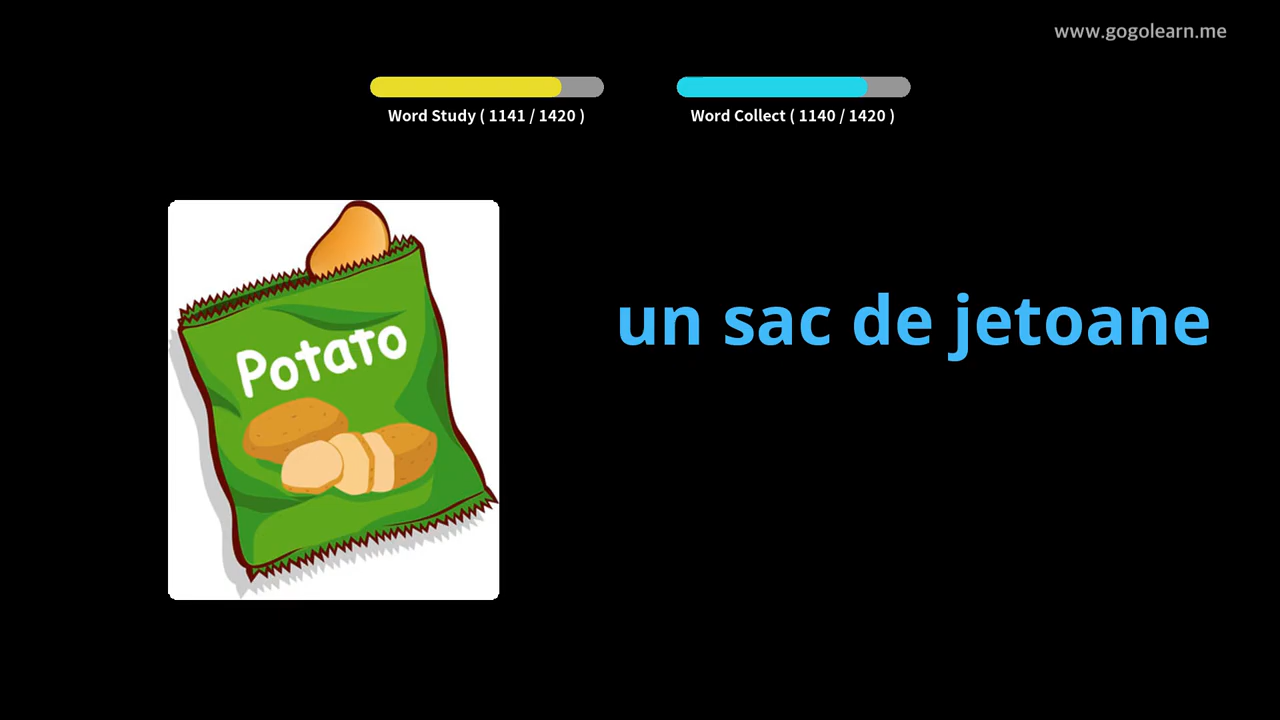 www.gogolearn.me
Word Study ( 1141 / 1420 )
Word Collect ( 1140 / 1420 )
Potato
un sac de jetoane